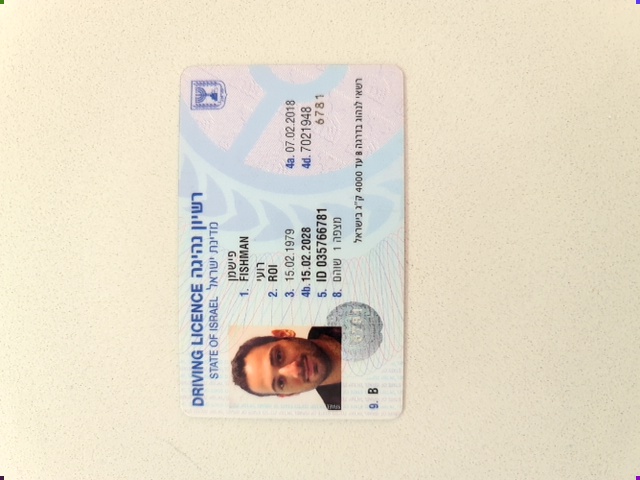 רשיון נהיגה DRIVING LICENCE
מדינת ישראל STATE OF ISRAEL
פישמן
1. FISHMAN
רועי
2. ROI
3. 15.02.1979 4a. 07.02.2018
4b. 15.02.2028 4d. 7021948
5. ID 035766781 6781
8. מצפה 1 שוהם
6781
רשאי לנהוג בדרגה B עד 4000 ק"ג בישראל
9. B